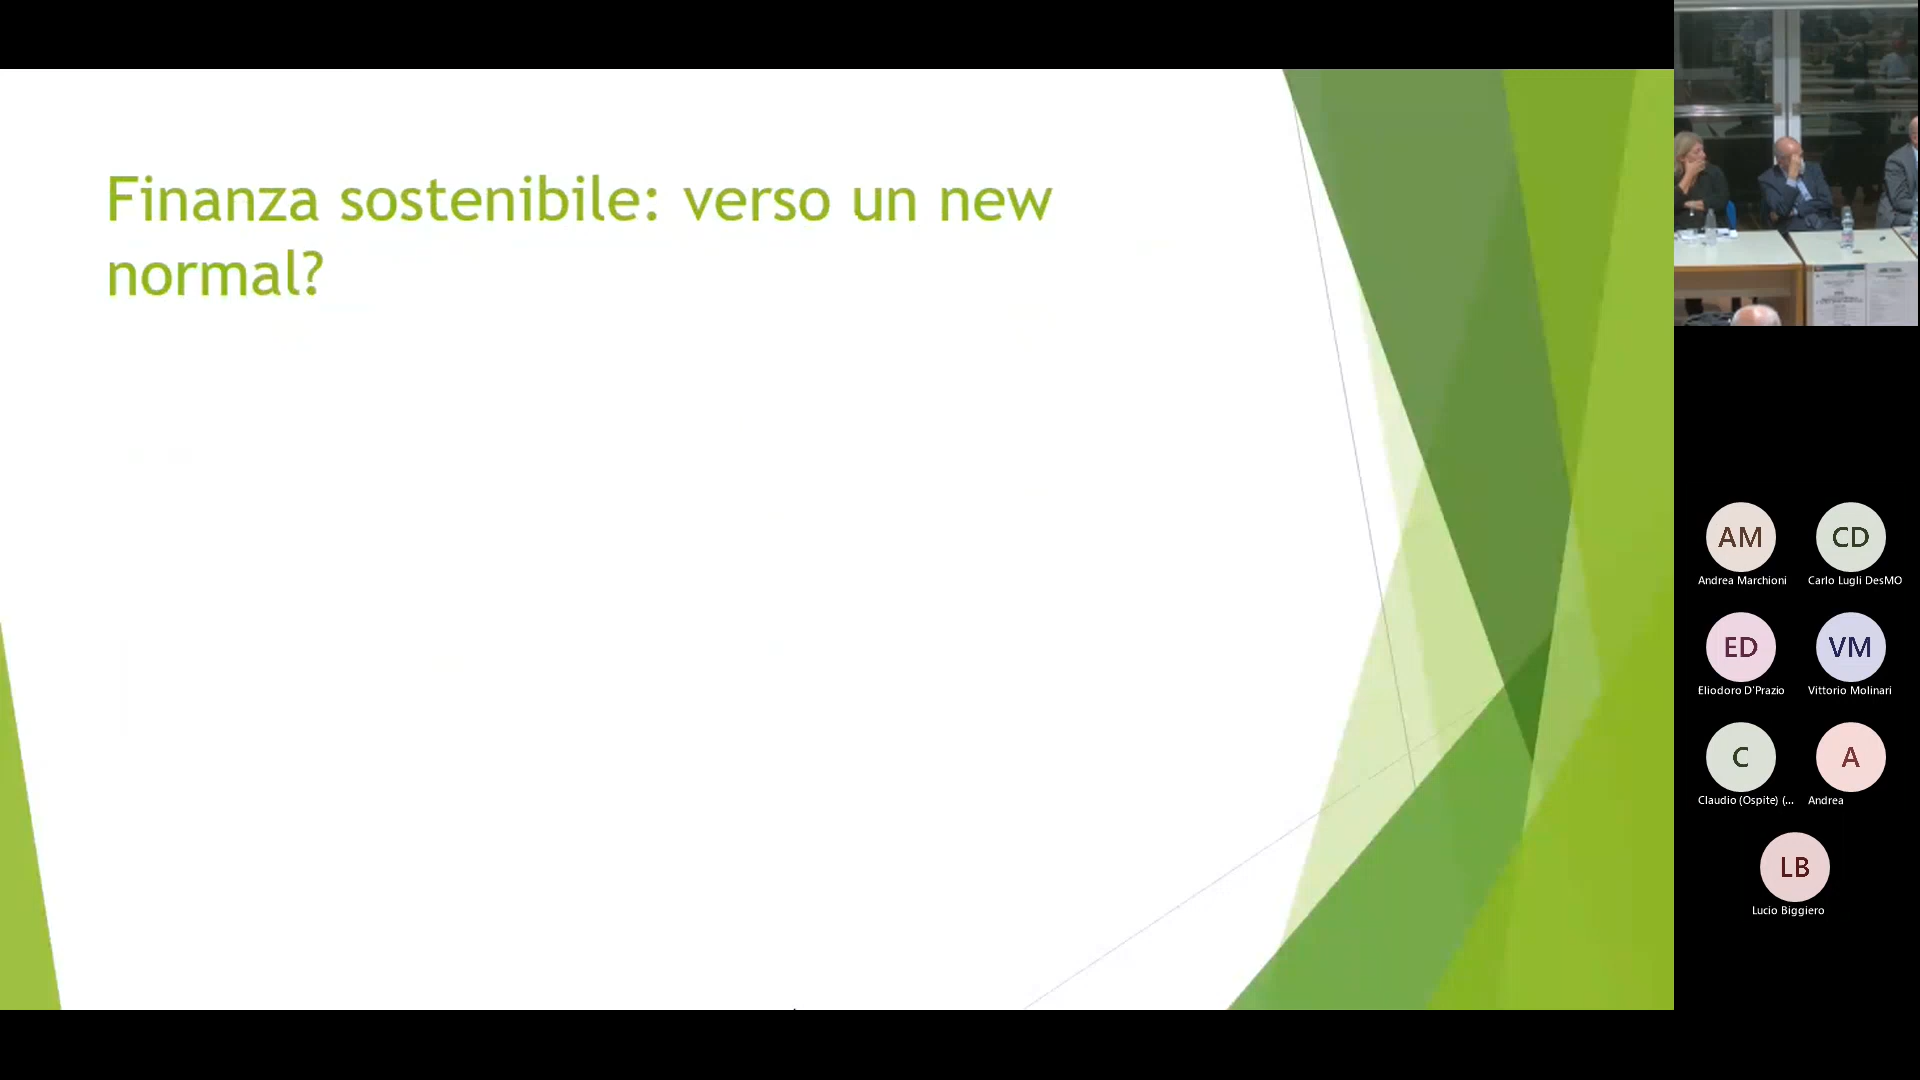 Finanza sostenibile: verso un new
normal?
AM
CD
Andrea Marchioni
Carlo Lugli DesMO
ED
VM
Eliodoro D'Prazio
Vittorio Molinari
C
A
Claudio (Ospite) (...
Andrea
LB
Lucio Biggiero